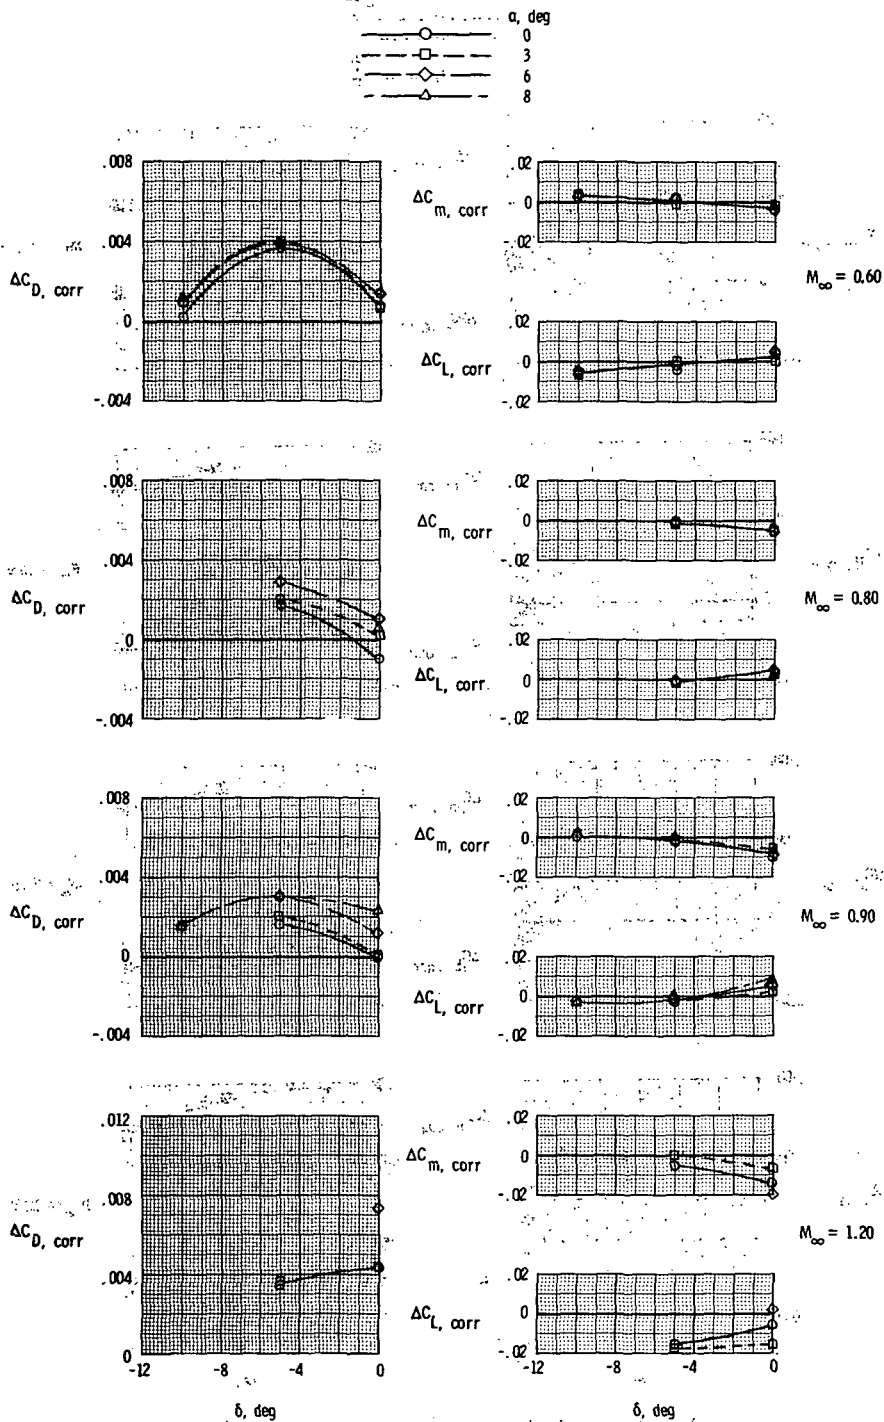 α, deg
0
3
6
8
.008
.004
0
-.004
ΔC_D, corr
.02
0
-.02
ΔC_m, corr
M_∞ = 0.60
.02
0
-.02
ΔC_L, corr
.008
.004
0
-.004
ΔC_D, corr
.02
0
-.02
ΔC_m, corr
M_∞ = 0.80
.02
0
-.02
ΔC_L, corr
.008
.004
0
-.004
ΔC_D, corr
.02
0
-.02
ΔC_m, corr
M_∞ = 0.90
.02
0
-.02
ΔC_L, corr
.012
.008
.004
0
ΔC_D, corr
.02
0
-.02
ΔC_m, corr
M_∞ = 1.20
.02
0
-.02
ΔC_L, corr
-12 -8 -4 0
-12 -8 -4 0
δ, deg
δ, deg